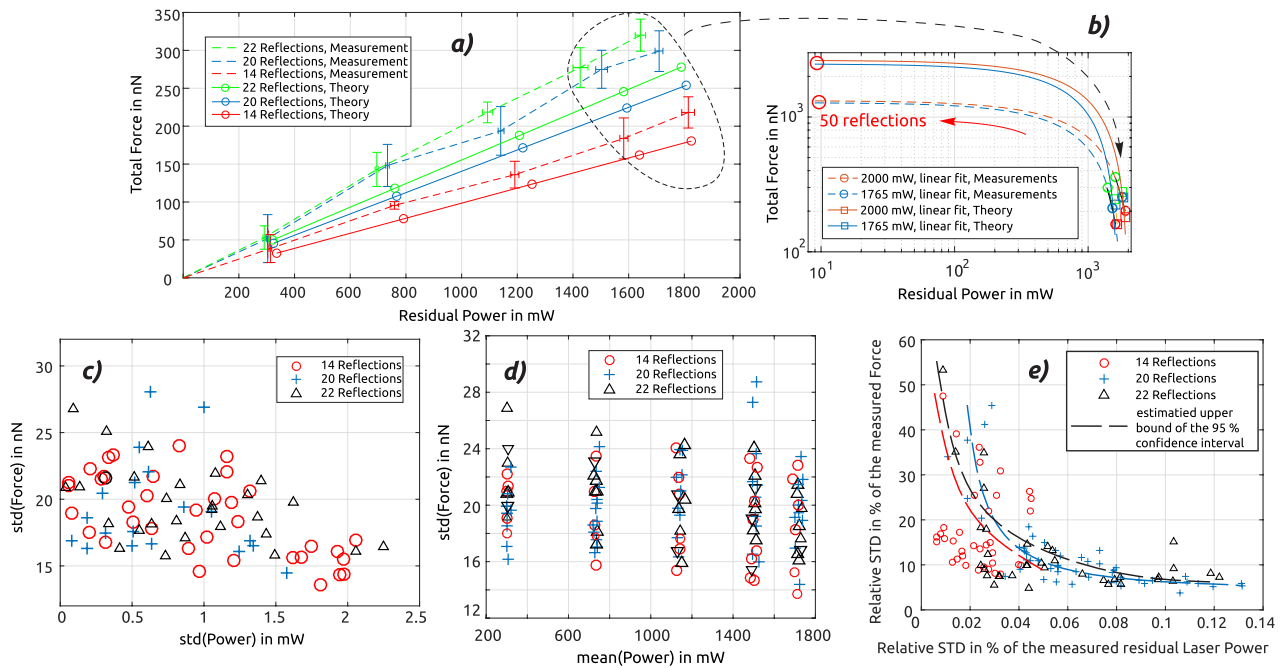 a)
Total Force in nN
350
300
250
200
150
100
50
0
22 Reflections, Measurement
20 Reflections, Measurement
14 Reflections, Measurement
22 Reflections, Theory
20 Reflections, Theory
14 Reflections, Theory
200 400 600 800 1000 1200 1400 1600 1800 2000
Residual Power in mW
b)
Total Force in nN
10^3
10^2
50 reflections
2000 mW, linear fit, Measurements
1765 mW, linear fit, Measurements
2000 mW, linear fit, Theory
1765 mW, linear fit, Theory
10^1 10^2 10^3
Residual Power in mW
c)
std(Force) in nN
30
25
20
15
14 Reflections
20 Reflections
22 Reflections
0 0.5 1 1.5 2 2.5
std(Power) in mW
d)
std(Force) in nN
32
28
24
20
16
12
14 Reflections
20 Reflections
22 Reflections
200 600 1000 1400 1800
mean(Power) in mW
e)
Relative STD in % of the measured Force
60
50
40
30
20
10
0
14 Reflections
20 Reflections
22 Reflections
estimatied upper
bound of the 95 %
confidence interval
0 0.02 0.04 0.06 0.08 0.1 0.12 0.14
Relative STD in % of the measured residual Laser Power